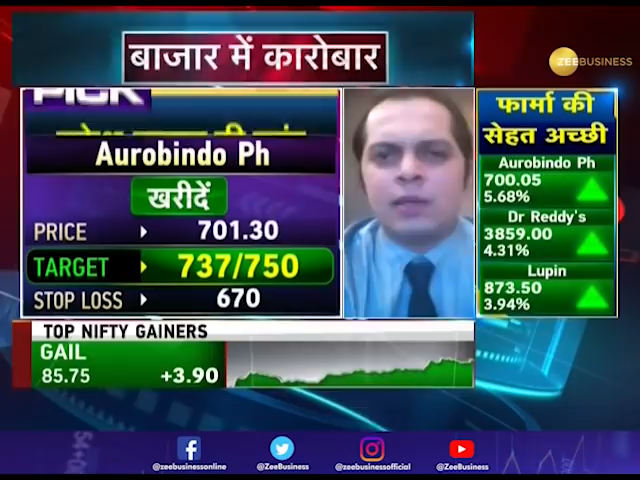 बाजार में कारोबार
ZEEBUSINESS
PICK
Aurobindo Ph
खरीदें
PRICE 701.30
TARGET 737/750
STOP LOSS 670
फार्मा की
सेहत अच्छी
Aurobindo Ph
700.05
5.68%
Dr Reddy's
3859.00
4.31%
Lupin
873.50
3.94%
TOP NIFTY GAINERS
GAIL
85.75 +3.90
@zeebusinessonline
@ZeeBusiness
@zeebusinessofficial
@ZeeBusiness